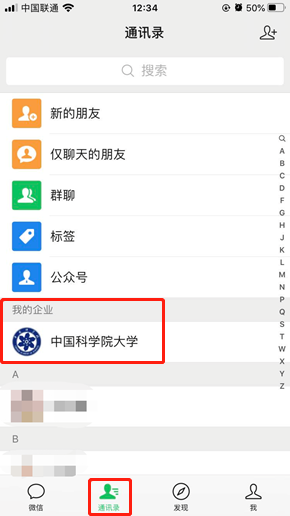 中国联通 12:34 50%
通讯录
搜索
新的朋友
仅聊天的朋友
群聊
标签
公众号
我的企业
中国科学院大学
A
B
A
B
C
D
F
G
H
J
L
M
N
P
Q
S
T
W
X
Y
Z
微信 通讯录 发现 我